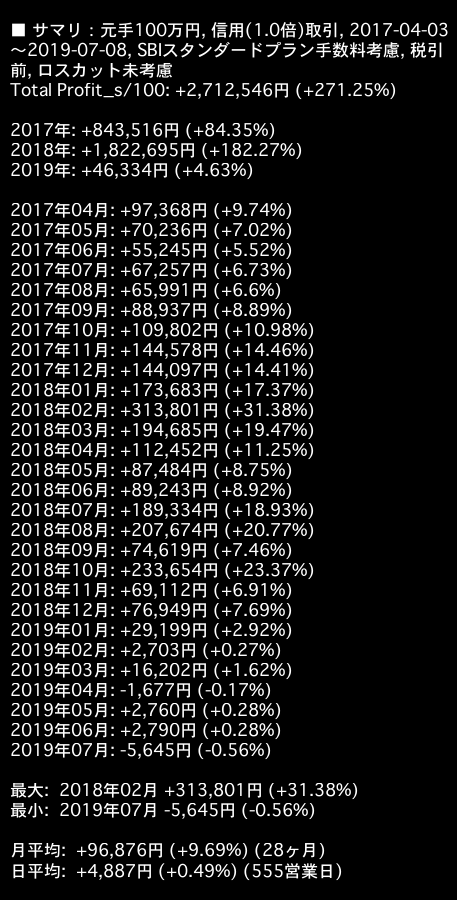 ■ サマリ：元手100万円, 信用(1.0倍)取引, 2017-04-03
～2019-07-08, SBIスタンダードプラン手数料考慮, 税引
前, ロスカット未考慮
Total Profit_s/100: +2,712,546円 (+271.25%)
2017年: +843,516円 (+84.35%)
2018年: +1,822,695円 (+182.27%)
2019年: +46,334円 (+4.63%)
2017年04月: +97,368円 (+9.74%)
2017年05月: +70,236円 (+7.02%)
2017年06月: +55,245円 (+5.52%)
2017年07月: +67,257円 (+6.73%)
2017年08月: +65,991円 (+6.6%)
2017年09月: +88,937円 (+8.89%)
2017年10月: +109,802円 (+10.98%)
2017年11月: +144,578円 (+14.46%)
2017年12月: +144,097円 (+14.41%)
2018年01月: +173,683円 (+17.37%)
2018年02月: +313,801円 (+31.38%)
2018年03月: +194,685円 (+19.47%)
2018年04月: +112,452円 (+11.25%)
2018年05月: +87,484円 (+8.75%)
2018年06月: +89,243円 (+8.92%)
2018年07月: +189,334円 (+18.93%)
2018年08月: +207,674円 (+20.77%)
2018年09月: +74,619円 (+7.46%)
2018年10月: +233,654円 (+23.37%)
2018年11月: +69,112円 (+6.91%)
2018年12月: +76,949円 (+7.69%)
2019年01月: +29,199円 (+2.92%)
2019年02月: +2,703円 (+0.27%)
2019年03月: +16,202円 (+1.62%)
2019年04月: -1,677円 (-0.17%)
2019年05月: +2,760円 (+0.28%)
2019年06月: +2,790円 (+0.28%)
2019年07月: -5,645円 (-0.56%)
最大: 2018年02月 +313,801円 (+31.38%)
最小: 2019年07月 -5,645円 (-0.56%)
月平均: +96,876円 (+9.69%) (28ヶ月)
日平均: +4,887円 (+0.49%) (555営業日)